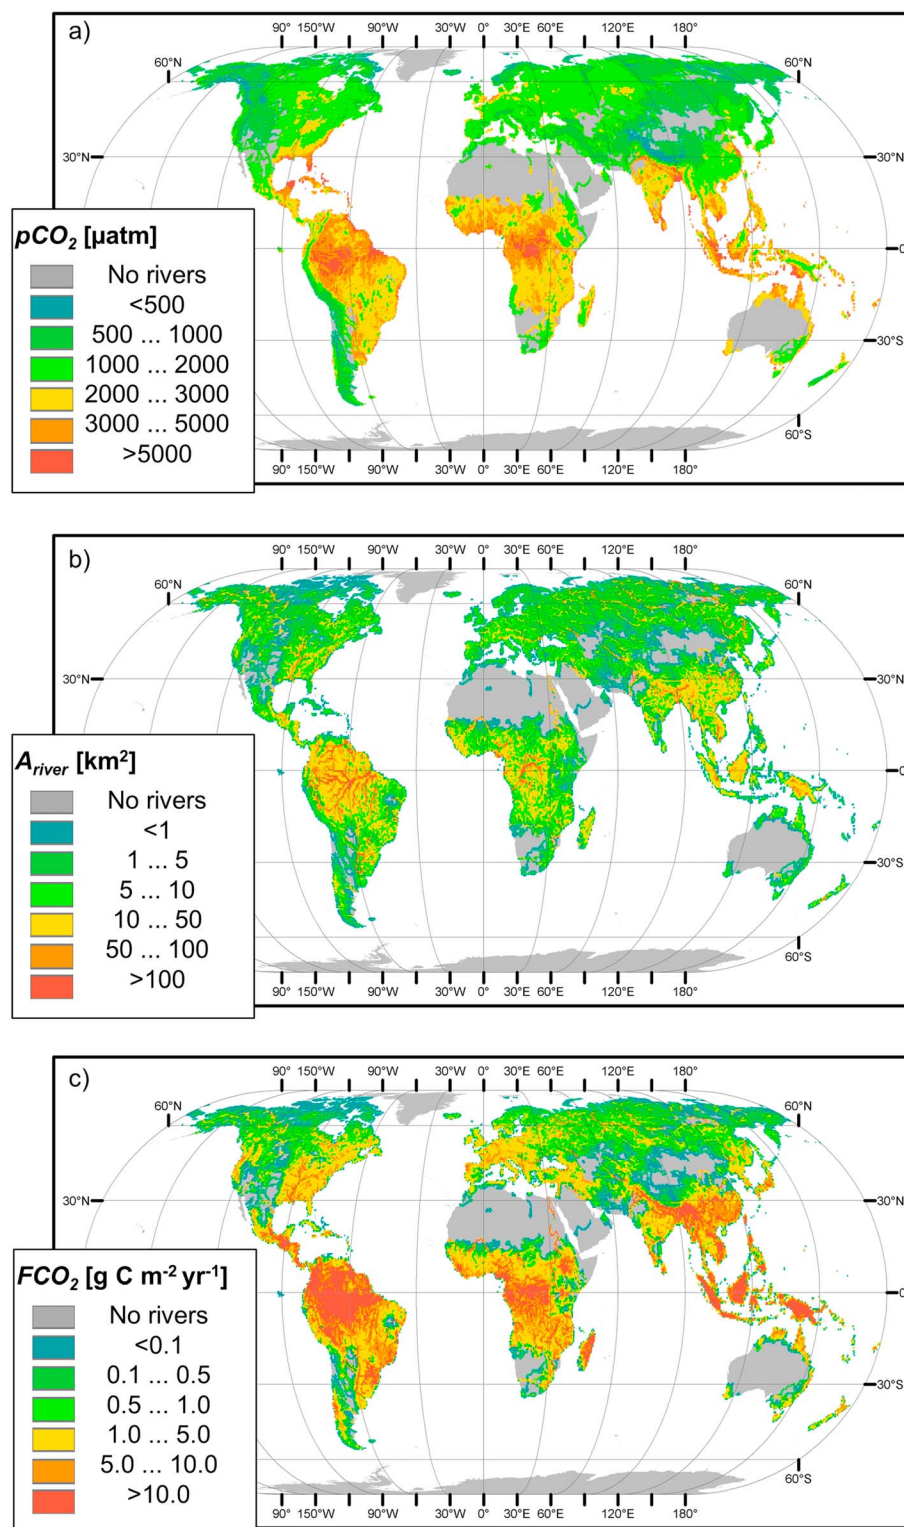 a)
90° 150°W 90°W 30°W 0° 30°E 60°E 120°E 180°
60°N 60°N
30°N
0
30°S
60°S
pCO₂ [µatm]
No rivers
<500
500 ... 1000
1000 ... 2000
2000 ... 3000
3000 ... 5000
>5000
90° 150°W 90°W 30°W 0° 30°E 60°E 120°E 180°
b)
90° 150°W 90°W 30°W 0° 30°E 60°E 120°E 180°
60°N 60°N
30°N 30°N
0
30°S
60°S
A river [km²]
No rivers
<1
1 ... 5
5 ... 10
10 ... 50
50 ... 100
>100
90° 150°W 90°W 30°W 0° 30°E 60°E 120°E 180°
c)
90° 150°W 90°W 30°W 0° 30°E 60°E 120°E 180°
60°N 60°N
30°N 30°N
0
30°S
60°S
FCO₂ [g C m⁻² yr⁻¹]
No rivers
<0.1
0.1 ... 0.5
0.5 ... 1.0
1.0 ... 5.0
5.0 ... 10.0
>10.0
90° 150°W 90°W 30°W 0° 30°E 60°E 120°E 180°